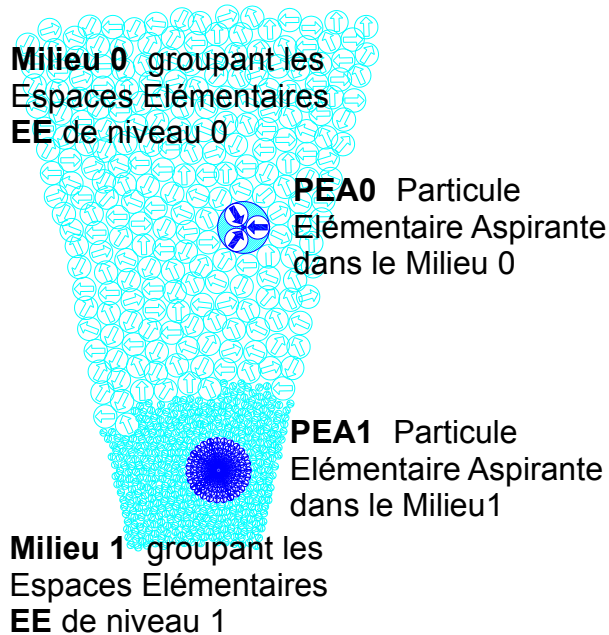 Milieu 0 groupant les
Espaces Elémentaires
EE de niveau 0
PEA0 Particule
Elémentaire Aspirante
dans le Milieu 0
PEA1 Particule
Elémentaire Aspirante
dans le Milieu1
Milieu 1 groupant les
Espaces Elémentaires
EE de niveau 1